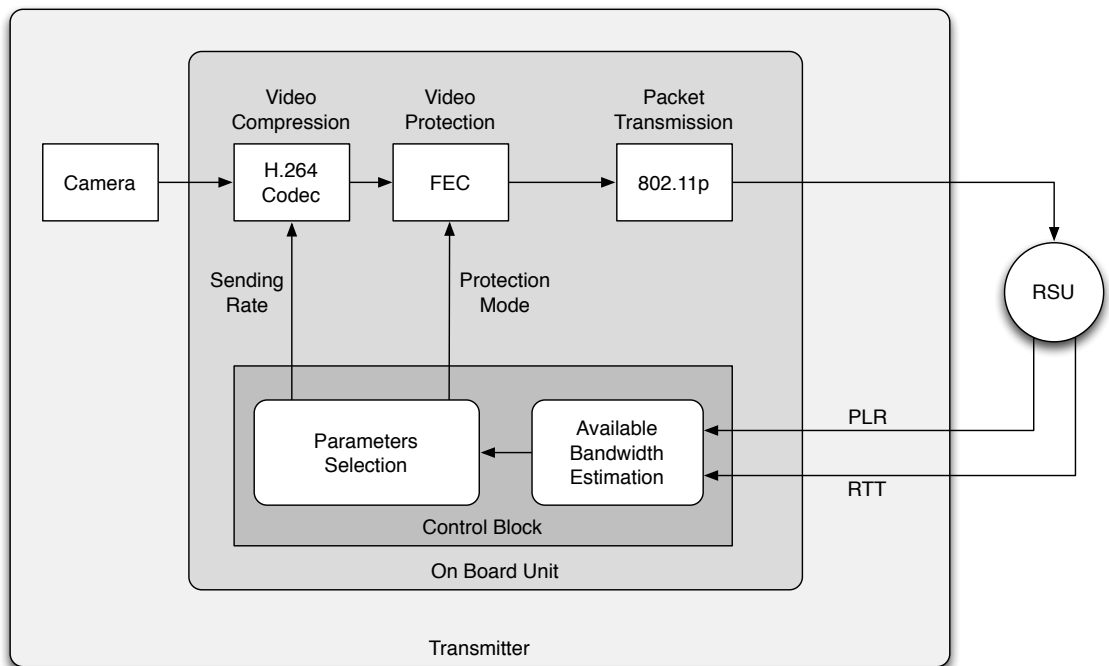 Video
Compression
Video
Protection
Packet
Transmission
Camera
H.264
Codec
FEC
802.11p
Sending
Rate
Protection
Mode
RSU
Parameters
Selection
Available
Bandwidth
Estimation
PLR
RTT
Control Block
On Board Unit
Transmitter